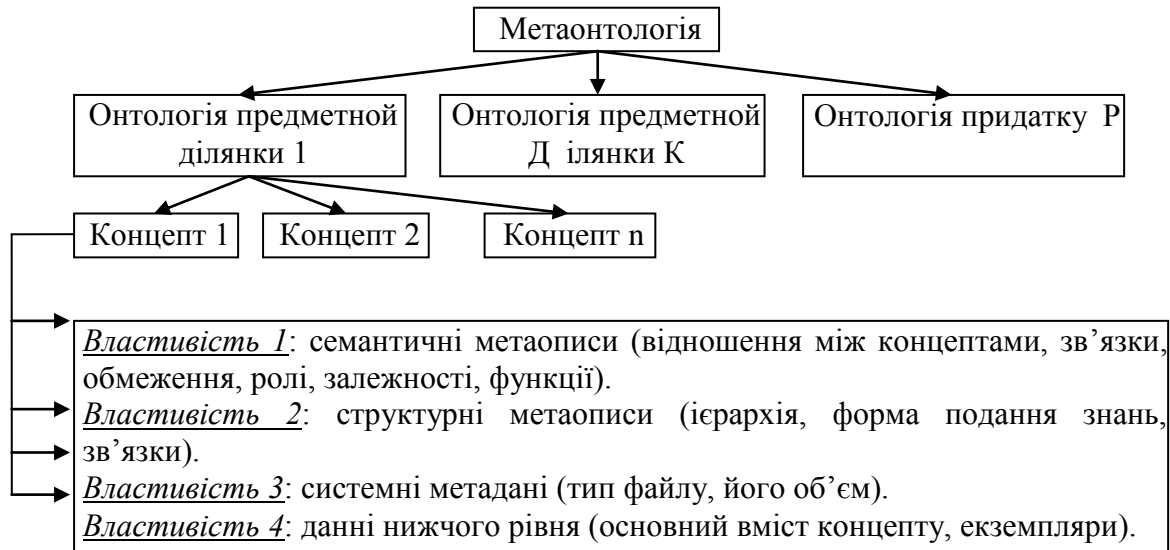 Метаонтологія
Онтологія предметной
ділянки 1
Онтологія предметной
Д ілянки К
Онтологія придатку Р
Концепт 1
Концепт 2
Концепт n
Властивість 1: семантичні метаописи (відношення між концептами, зв’язки,
обмеження, ролі, залежності, функції).
Властивість 2: структурні метаописи (ієрархія, форма подання знань,
зв’язки).
Властивість 3: системні метадані (тип файлу, його об’єм).
Властивість 4: данні нижчого рівня (основний вміст концепту, екземпляри).